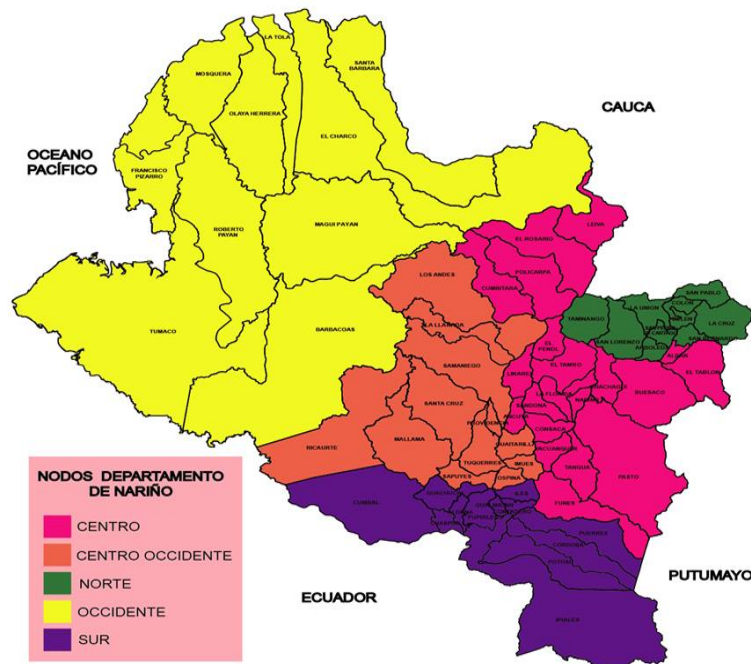 LA TOLA
SANTA
BARBARA
MOSQUERA
OLAYA HERRERA
EL CHARCO
CAUCA
OCEANO
PACÍFICO
FRANCISCO
PIZARRO
ROBERTO
PAYAN
MAGUI PAYAN
LEIVA
EL ROSARIO
POLICARPA
CUMBITARA
LOS ANDES
SAN PABLO
LA UNION
COLON
TAMINANGO
LA CRUZ
SAN LORENZO
ARBOLEDA
TUMACO
BARBACOAS
LA LLANADA
EL
PEÑOL
ALBAN
EL TABLON
SAMANIEGO
LINARES
EL TAMBO
BUESACO
LA FLORIDA
SANTA CRUZ
SANDONA
PROVIDENCIA
CONSACA
RICAURTE
MALLAMA
GUAITARILLA
YACUANQUER
TUQUERRES
IMUES
TANGUA
PASTO
SAPUYES
OSPINA
FUNES
CUMBAL
ILES
PUERRES
CORDOBA
POTOSI
IPIALES
NODOS DEPARTAMENTO
DE NARIÑO
CENTRO
CENTRO OCCIDENTE
NORTE
OCCIDENTE
SUR
ECUADOR
PUTUMAYO